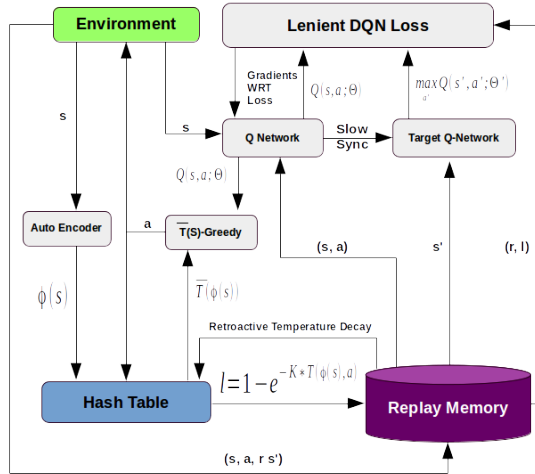 Environment
Lenient DQN Loss
Gradients
WRT
Loss
Q(s,a;Θ)
max Q(s',a';Θ')
a'
s
s
Q Network
Slow
Sync
Target Q-Network
Q(s,a;Θ)
Auto Encoder
a
T̅(S)-Greedy
(s, a)
s'
(r, l)
ϕ(s)
T̅(ϕ(s))
Retroactive Temperature Decay
Hash Table
l=1−e^{−K*T(ϕ(s),a)}
Replay Memory
(s, a, r s')